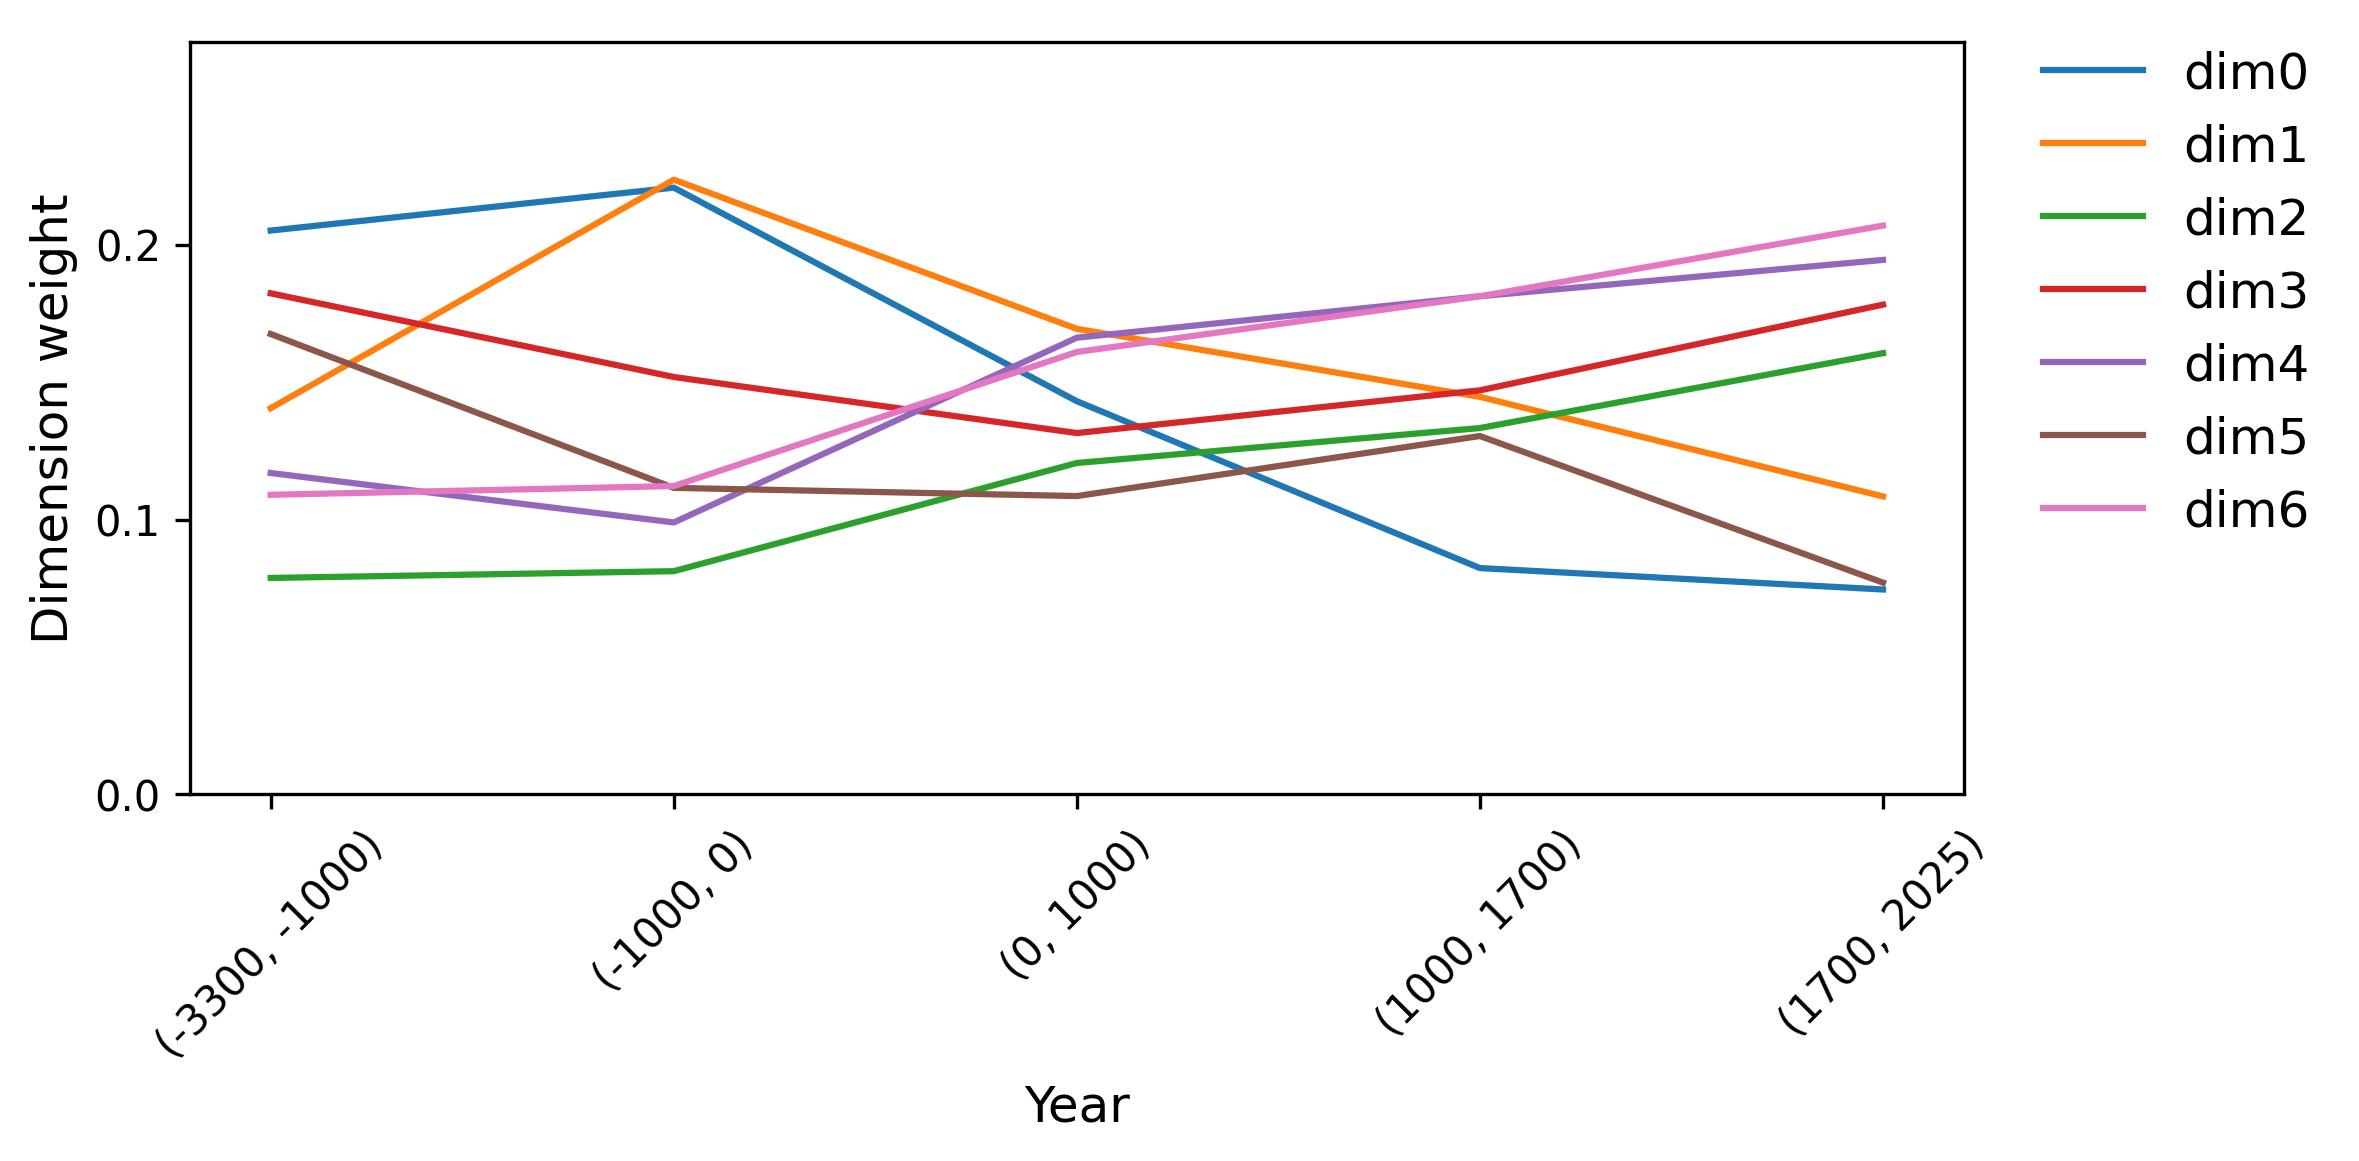 dim0
dim1
dim2
dim3
dim4
dim5
dim6
Dimension weight
0.2
0.1
0.0
(-3300, -1000)
(-1000, 0)
(0, 1000)
(1000, 1700)
(1700, 2025)
Year